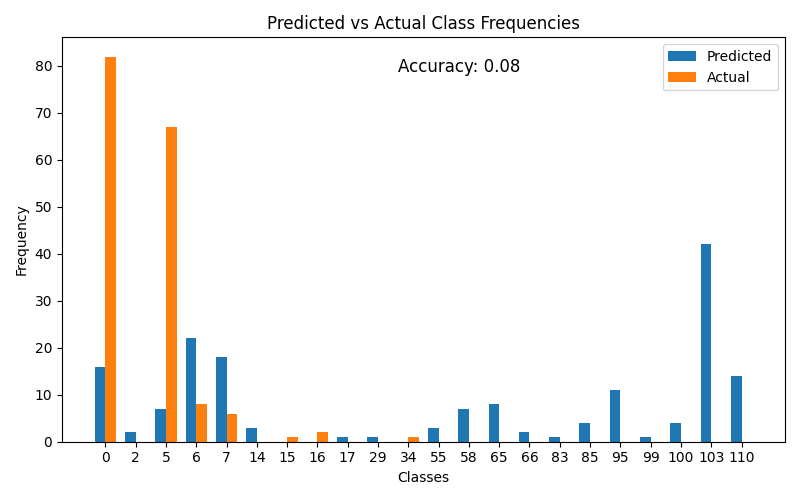 Predicted vs Actual Class Frequencies
Accuracy: 0.08
Predicted
Actual
Frequency
80
70
60
50
40
30
20
10
0
0 2 5 6 7 14 15 16 17 29 34 55 58 65 66 83 85 95 99 100 103 110
Classes